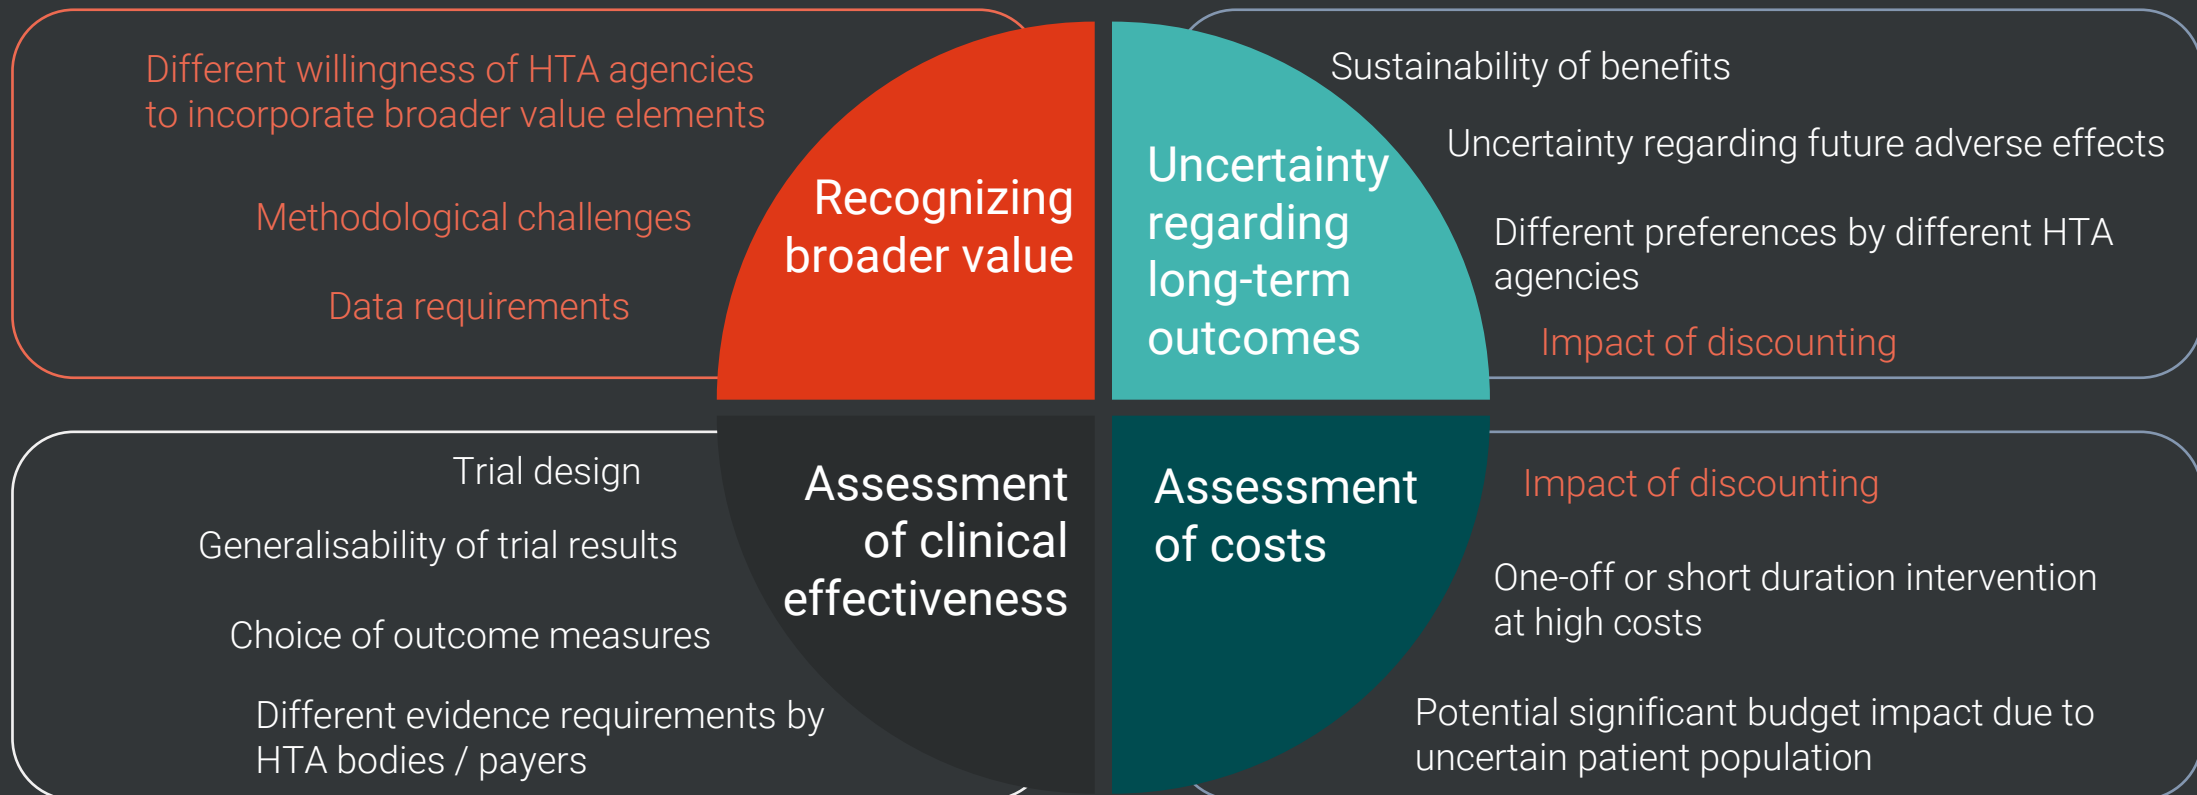 Different willingness of HTA agencies
to incorporate broader value elements
Methodological challenges
Data requirements
Recognizing
broader value
Uncertainty
regarding
long-term
outcomes
Sustainability of benefits
Uncertainty regarding future adverse effects
Different preferences by different HTA
agencies
Impact of discounting
Trial design
Generalisability of trial results
Choice of outcome measures
Different evidence requirements by
HTA bodies / payers
Assessment
of clinical
effectiveness
Assessment
of costs
Impact of discounting
One-off or short duration intervention
at high costs
Potential significant budget impact due to
uncertain patient population